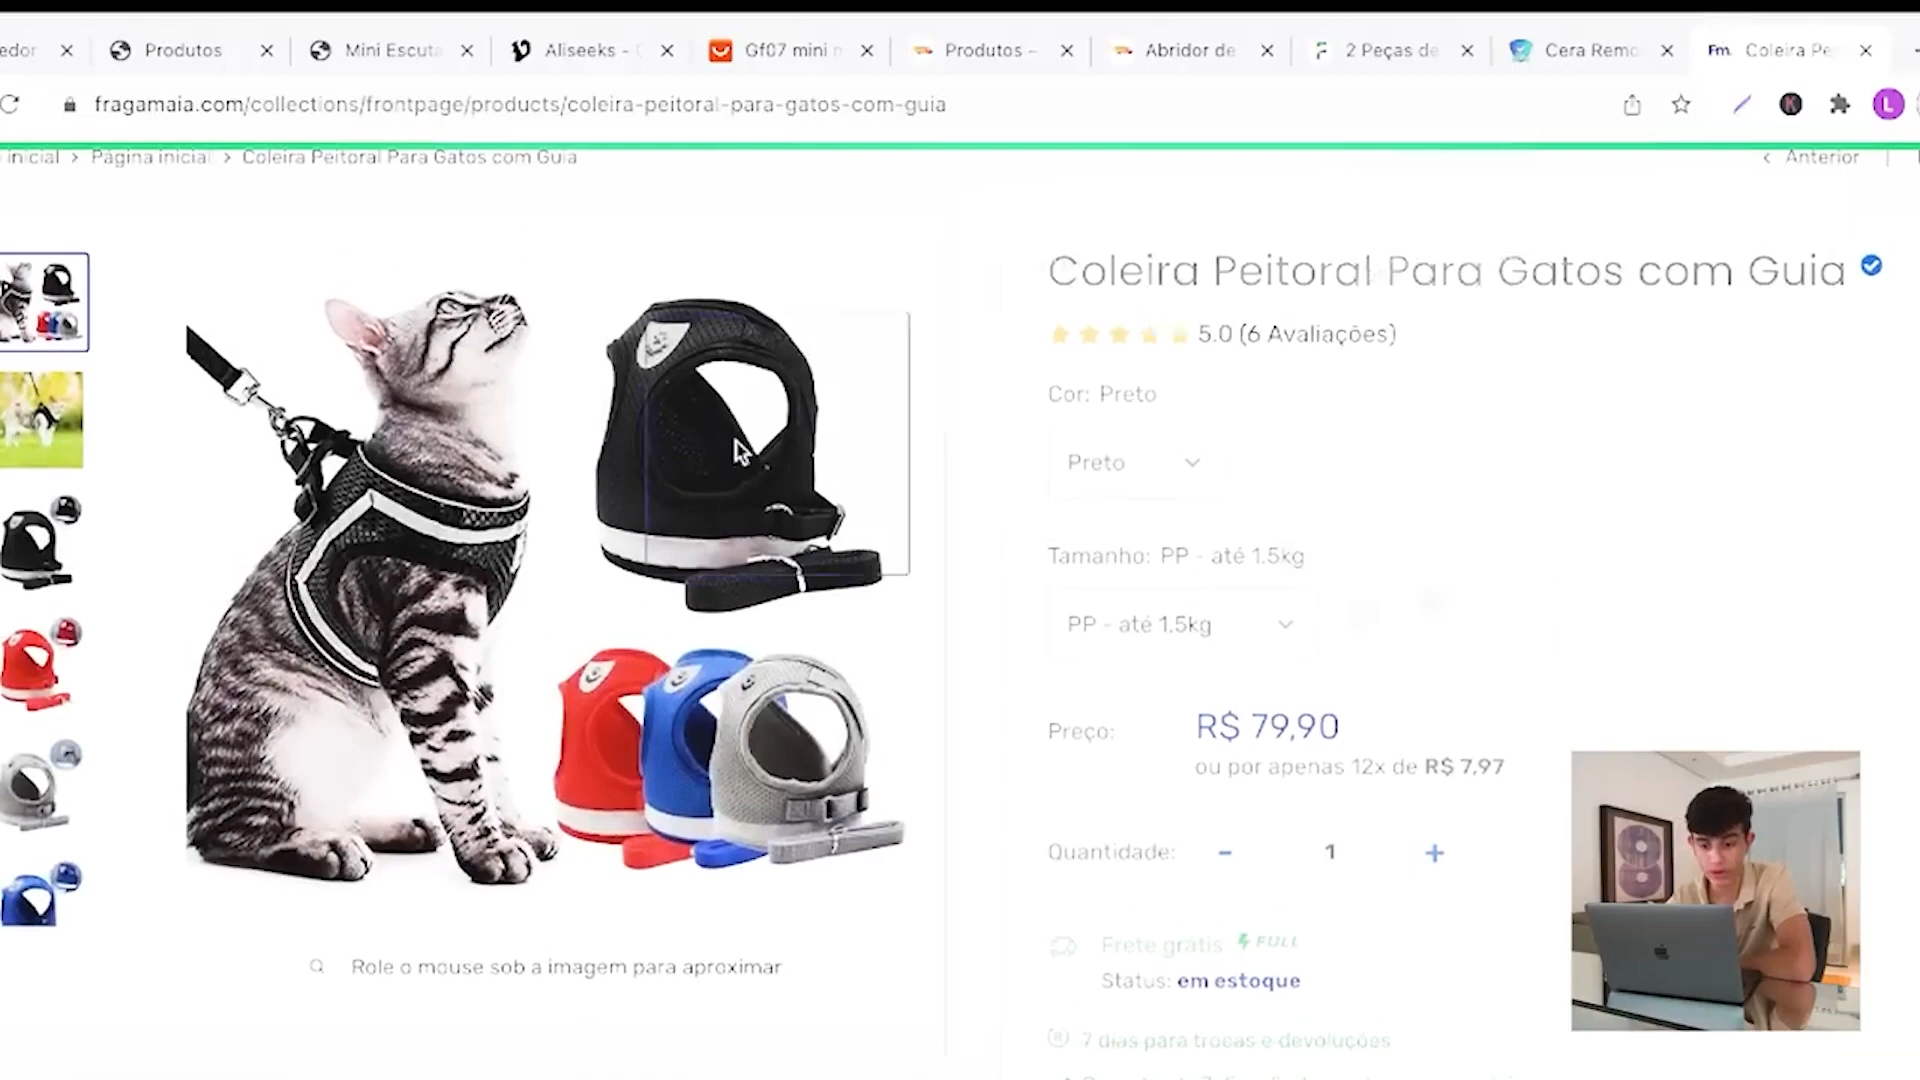 edor
Produtos
Mini Escuta
Aliseeks -
Gf07 mini
Produtos -
Abridor de
2 Peças de
Cera Remo
Fm. Coleira Pe
fragamaia.com/collections/frontpage/products/coleira-peitoral-para-gatos-com-guia
K
L
inicial > Página inicial > Coleira Peitoral Para Gatos com Guia
< Anterior
Coleira Peitoral Para Gatos com Guia
5.0 (6 Avaliações)
Cor: Preto
Preto
Tamanho: PP - até 1.5kg
PP - até 1.5kg
Preço: R$ 79,90
ou por apenas 12x de R$ 7,97
Quantidade: - 1 +
Frete grátis FULL
Status: em estoque
7 dias para trocas e devoluções
Role o mouse sob a imagem para aproximar